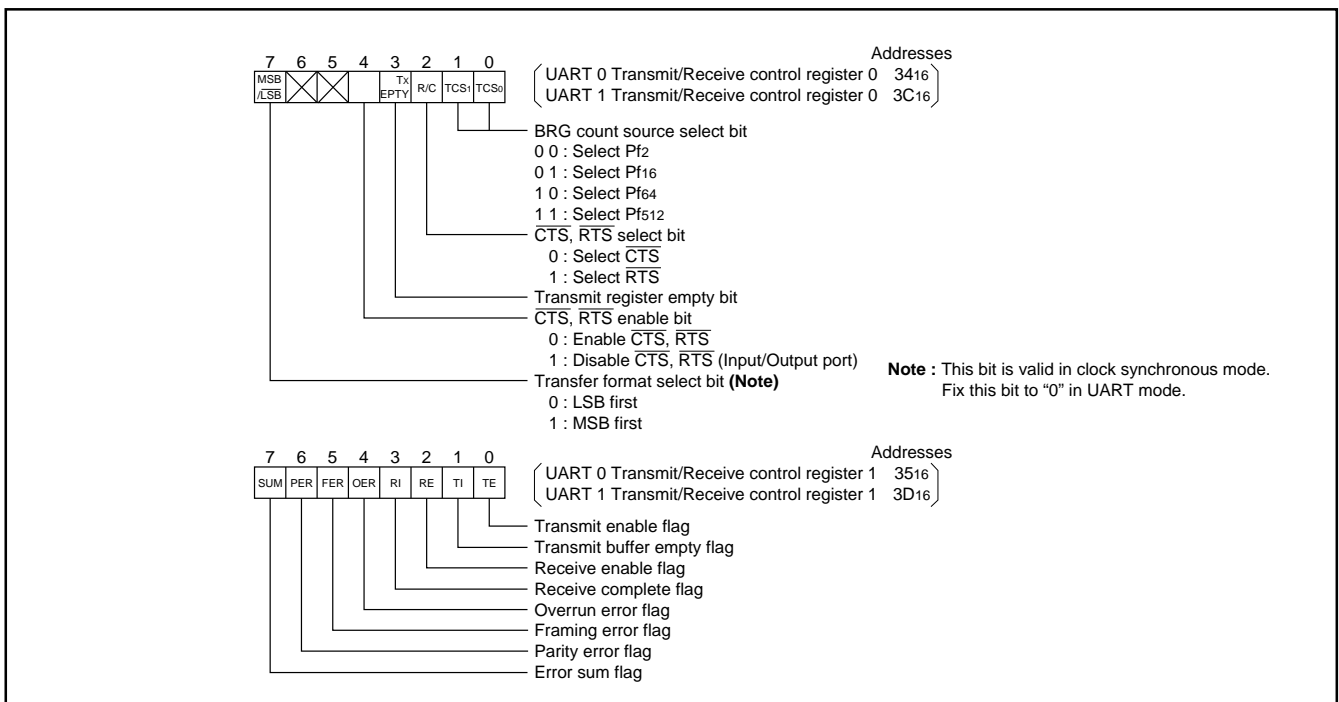 Addresses
7 6 5 4 3 2 1 0
MSB /LSB TX EPTY R/C TCS1 TCS0
UART 0 Transmit/Receive control register 0 3416
UART 1 Transmit/Receive control register 0 3C16
BRG count source select bit
0 0 : Select Pf2
0 1 : Select Pf16
1 0 : Select Pf64
1 1 : Select Pf512
CTS, RTS select bit
0 : Select CTS
1 : Select RTS
Transmit register empty bit
CTS, RTS enable bit
0 : Enable CTS, RTS
1 : Disable CTS, RTS (Input/Output port)
Transfer format select bit (Note)
0 : LSB first
1 : MSB first
Note : This bit is valid in clock synchronous mode.
Fix this bit to “0” in UART mode.
Addresses
7 6 5 4 3 2 1 0
SUM PER FER OER RI RE TI TE
UART 0 Transmit/Receive control register 1 3516
UART 1 Transmit/Receive control register 1 3D16
Transmit enable flag
Transmit buffer empty flag
Receive enable flag
Receive complete flag
Overrun error flag
Framing error flag
Parity error flag
Error sum flag